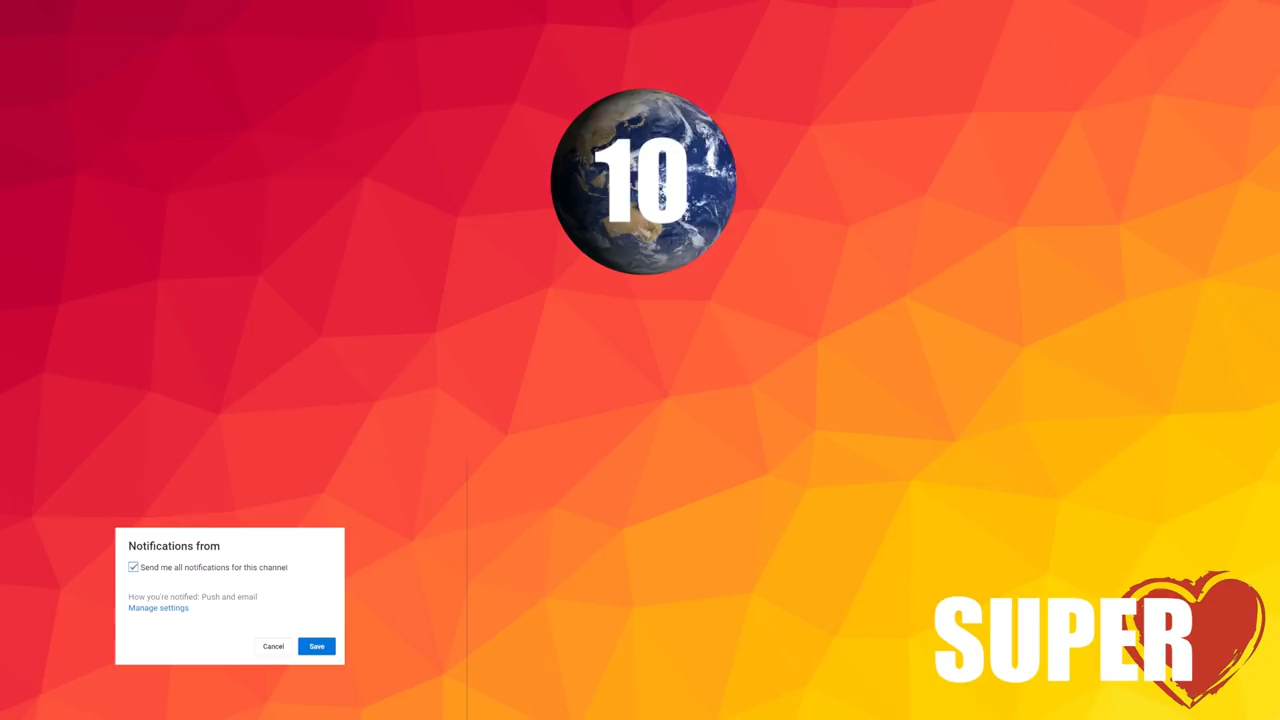 10
Notifications from
Send me all notifications for this channel
How you're notified: Push and email
Manage settings
Cancel
Save
SUPER